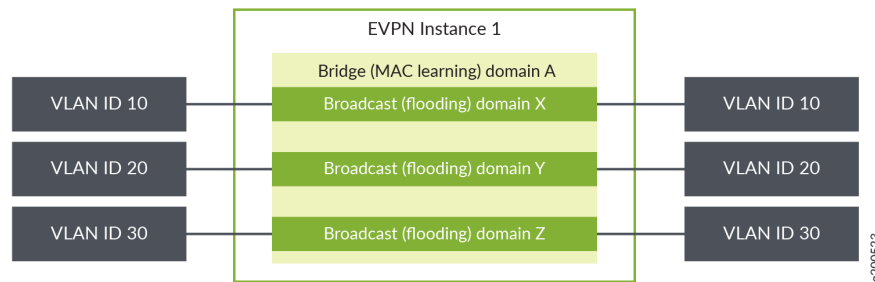 EVPN Instance 1
Bridge (MAC learning) domain A
VLAN ID 10
Broadcast (flooding) domain X
VLAN ID 10
VLAN ID 20
Broadcast (flooding) domain Y
VLAN ID 20
VLAN ID 30
Broadcast (flooding) domain Z
VLAN ID 30